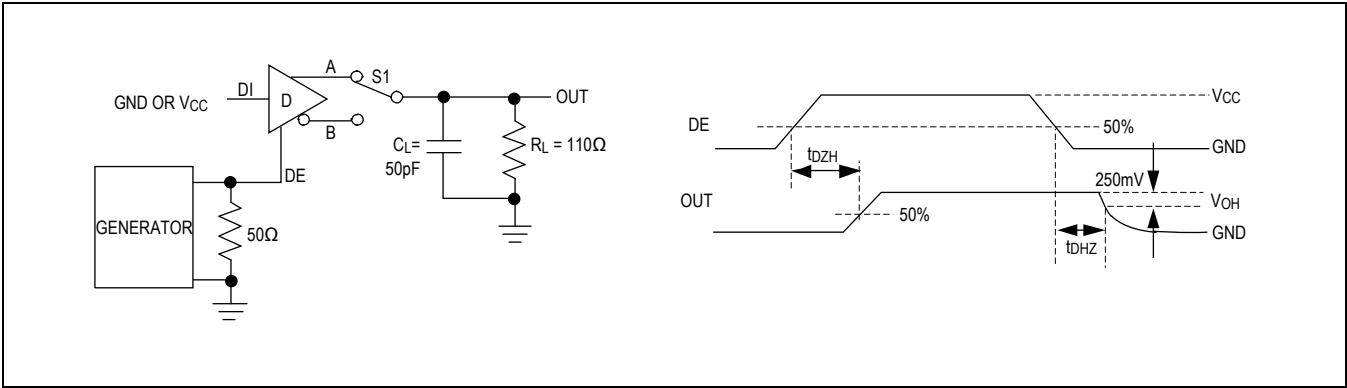 GND OR VCC
DI
D
A
B
S1
OUT
CL=
50pF
RL = 110Ω
DE
GENERATOR
50Ω
DE
VCC
50%
GND
tDZH
250mV
OUT
50%
VOH
GND
tDHZ